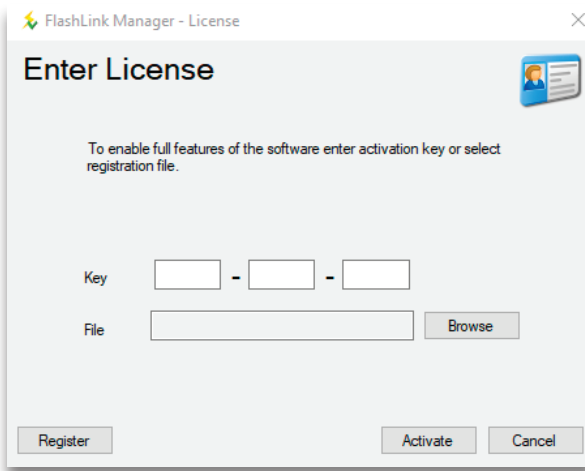 FlashLink Manager - License
Enter License
To enable full features of the software enter activation key or select
registration file.
Key - -
File Browse
Register Activate Cancel